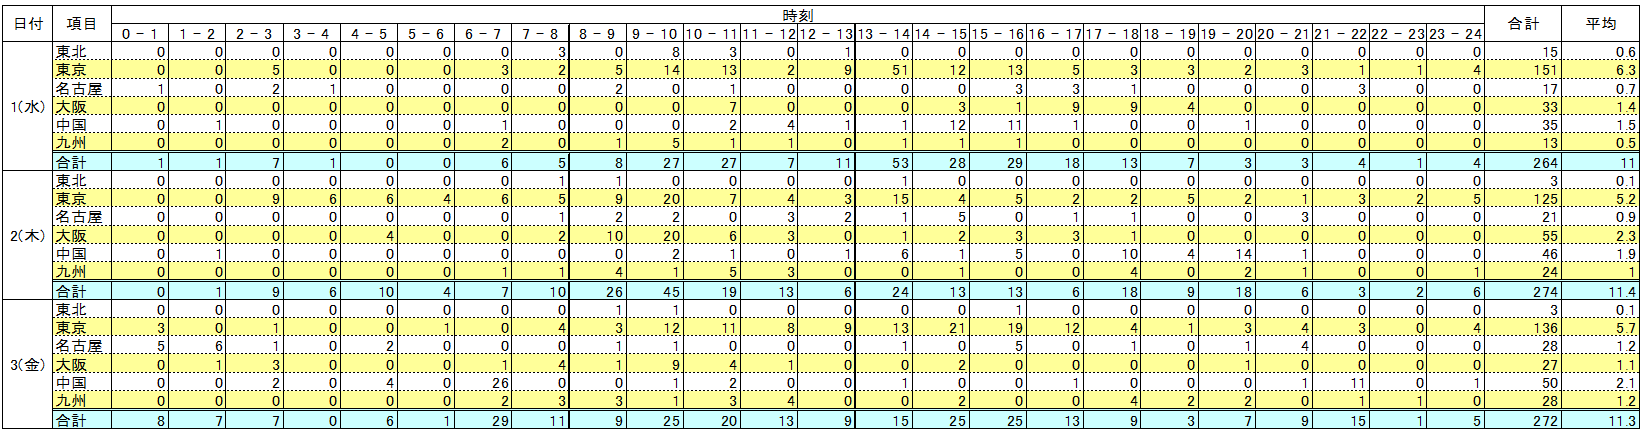 日付 項目 時刻 合計 平均
0 - 1 1 - 2 2 - 3 3 - 4 4 - 5 5 - 6 6 - 7 7 - 8 8 - 9 9 - 10 10 - 11 11 - 12 12 - 13 13 - 14 14 - 15 15 - 16 16 - 17 17 - 18 18 - 19 19 - 20 20 - 21 21 - 22 22 - 23 23 - 24
1(水) 東北 0 0 0 0 0 0 0 3 0 8 3 0 1 0 0 0 0 0 0 0 0 0 0 0 15 0.6
東京 0 0 5 0 0 0 3 2 5 14 13 2 9 51 12 13 5 3 3 2 3 1 1 4 151 6.3
名古屋 1 0 2 1 0 0 0 0 2 0 1 0 0 0 0 3 3 1 0 0 0 3 0 0 17 0.7
大阪 0 0 0 0 0 0 0 0 0 0 7 0 0 0 3 1 9 9 4 0 0 0 0 0 33 1.4
中国 0 1 0 0 0 0 1 0 0 0 2 4 1 1 12 11 1 0 0 1 0 0 0 0 35 1.5
九州 0 0 0 0 0 0 2 0 1 5 1 1 0 1 1 1 0 0 0 0 0 0 0 0 13 0.5
合計 1 1 7 1 0 0 6 5 8 27 27 7 11 53 28 29 18 13 7 3 3 4 1 4 264 11
2(木) 東北 0 0 0 0 0 0 0 1 1 0 0 0 0 1 0 0 0 0 0 0 0 0 0 0 3 0.1
東京 0 0 9 6 6 4 6 5 9 20 7 4 3 15 4 5 2 2 5 2 1 3 2 5 125 5.2
名古屋 0 0 0 0 0 0 0 1 2 2 0 3 2 1 5 0 1 1 0 0 3 0 0 0 21 0.9
大阪 0 0 0 0 4 0 0 2 10 20 6 3 0 1 2 3 3 1 0 0 0 0 0 0 55 2.3
中国 0 1 0 0 0 0 0 0 0 2 1 0 1 6 1 5 0 10 4 14 1 0 0 0 46 1.9
九州 0 0 0 0 0 0 1 1 4 1 5 3 0 0 1 0 0 4 0 2 1 0 0 1 24 1
合計 0 1 9 6 10 4 7 10 26 45 19 13 6 24 13 13 6 18 9 18 6 3 2 6 274 11.4
3(金) 東北 0 0 0 0 0 0 0 0 1 1 0 0 0 0 0 1 0 0 0 0 0 0 0 0 3 0.1
東京 3 0 1 0 0 1 0 4 3 12 11 8 9 13 21 19 12 4 1 3 4 3 0 4 136 5.7
名古屋 5 6 1 0 2 0 0 0 1 1 0 0 0 1 0 5 0 1 0 1 4 0 0 0 28 1.2
大阪 0 1 3 0 0 0 1 4 1 9 4 1 0 0 2 0 0 0 0 1 0 0 0 0 27 1.1
中国 0 0 2 0 4 0 26 0 0 1 2 0 0 1 0 0 1 0 0 0 1 11 0 1 50 2.1
九州 0 0 0 0 0 0 2 3 3 1 3 4 0 0 2 0 0 4 2 2 0 1 1 0 28 1.2
合計 8 7 7 0 6 1 29 11 9 25 20 13 9 15 25 25 13 9 3 7 9 15 1 5 272 11.3